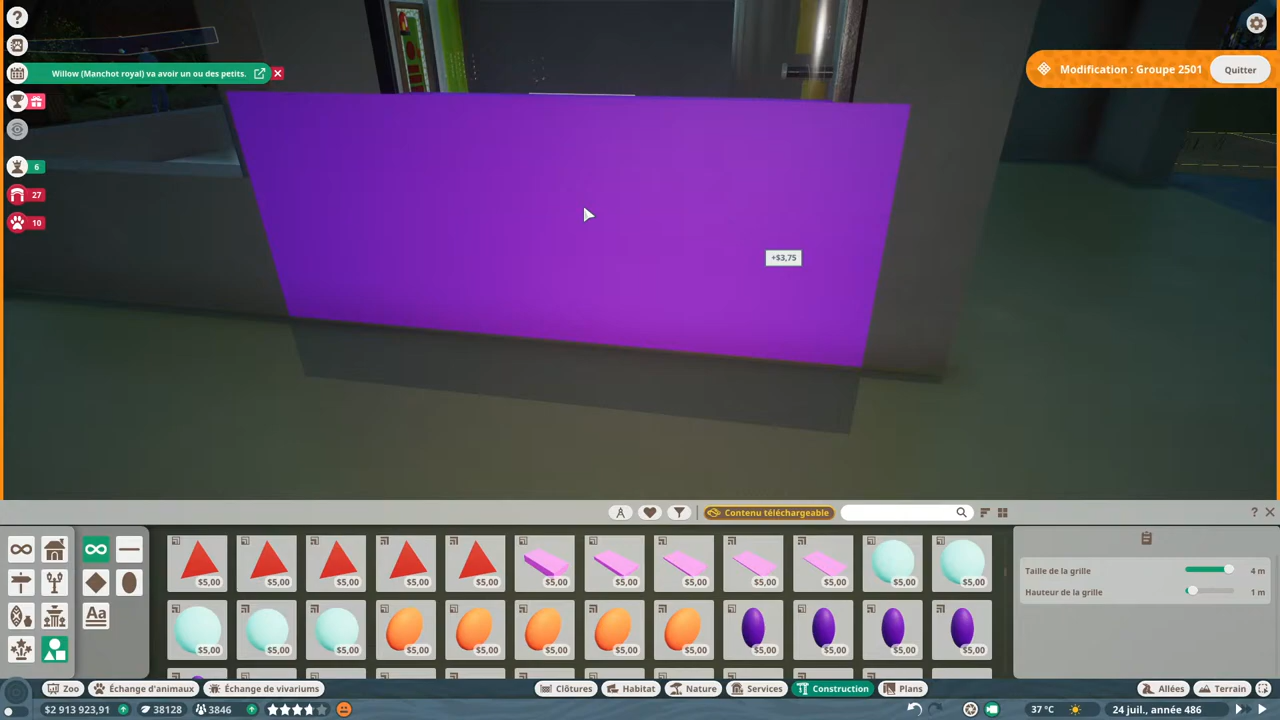 Willow (Manchot royal) va avoir un ou des petits.
Modification : Groupe 2501
Quitter
6
27
10
+$3,75
Contenu téléchargeable
$5,00 $5,00 $5,00 $5,00 $5,00 $5,00 $5,00 $5,00 $5,00 $5,00 $5,00 $5,00
Aa
$5,00 $5,00 $5,00 $5,00 $5,00 $5,00 $5,00 $5,00 $5,00 $5,00 $5,00 $5,00
Taille de la grille 4 m
Hauteur de la grille 1 m
Zoo Échange d'animaux Échange de vivariums Clôtures Habitat Nature Services Construction Plans Allées Terrain
$2 913 923,91 38128 3846 37 °C 24 juil., année 486